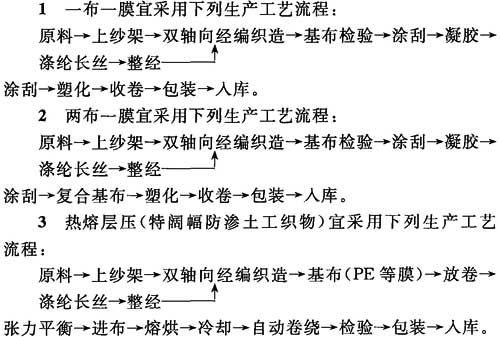 1 一布一膜宜采用下列生产工艺流程：
原料→上纱架→双轴向经编织造→基布检验→涂刮→凝胶→
涤纶长丝→整经
涂刮→塑化→收卷→包装→入库。
2 两布一膜宜采用下列生产工艺流程：
原料→上纱架→双轴向经编织造→基布检验→涂刮→凝胶→
涤纶长丝→整经
涂刮→复合基布→塑化→收卷→包装→入库。
3 热熔层压（特阔幅防渗土工织物）宜采用下列生产工艺
流程：
原料→上纱架→双轴向经编织造→基布（PE等膜）→放卷→
涤纶长丝→整经
张力平衡→进布→熔烘→冷却→自动卷绕→检验→包装→入库。